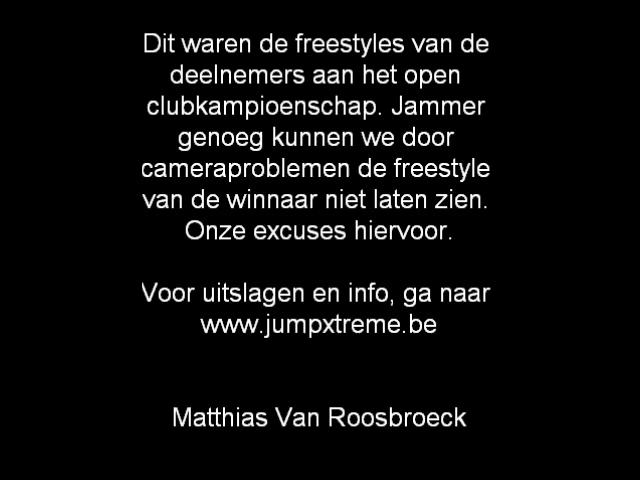 Dit waren de freestyles van de
deelnemers aan het open
clubkampioenschap. Jammer
genoeg kunnen we door
cameraproblemen de freestyle
van de winnaar niet laten zien.
Onze excuses hiervoor.
Voor uitslagen en info, ga naar
www.jumpxtreme.be
Matthias Van Roosbroeck